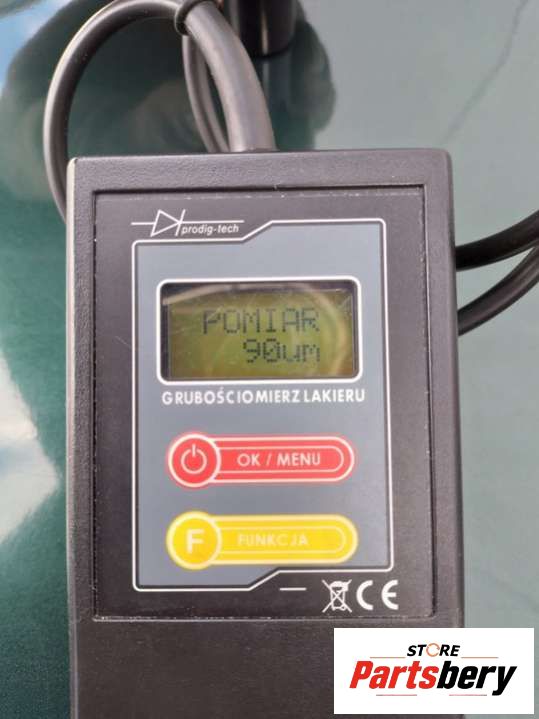 prodig-tech
POMIAR
90um
GRUBOŚCIOMIERZ LAKIERU
OK / MENU
F FUNKCJA
CE
STORE
Partsbery